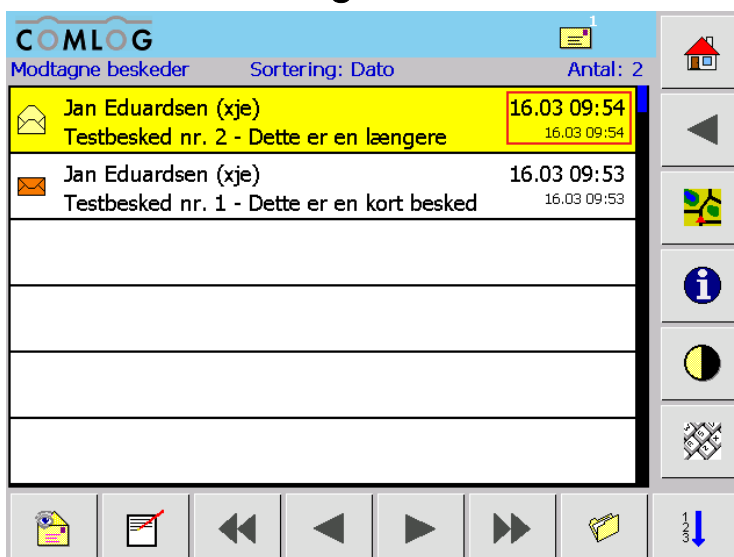 COMLOG
1
Modtagne beskeder Sortering: Dato Antal: 2
Jan Eduardsen (xje) 16.03 09:54
Testbesked nr. 2 - Dette er en længere 16.03 09:54
Jan Eduardsen (xje) 16.03 09:53
Testbesked nr. 1 - Dette er en kort besked 16.03 09:53
1
2
3